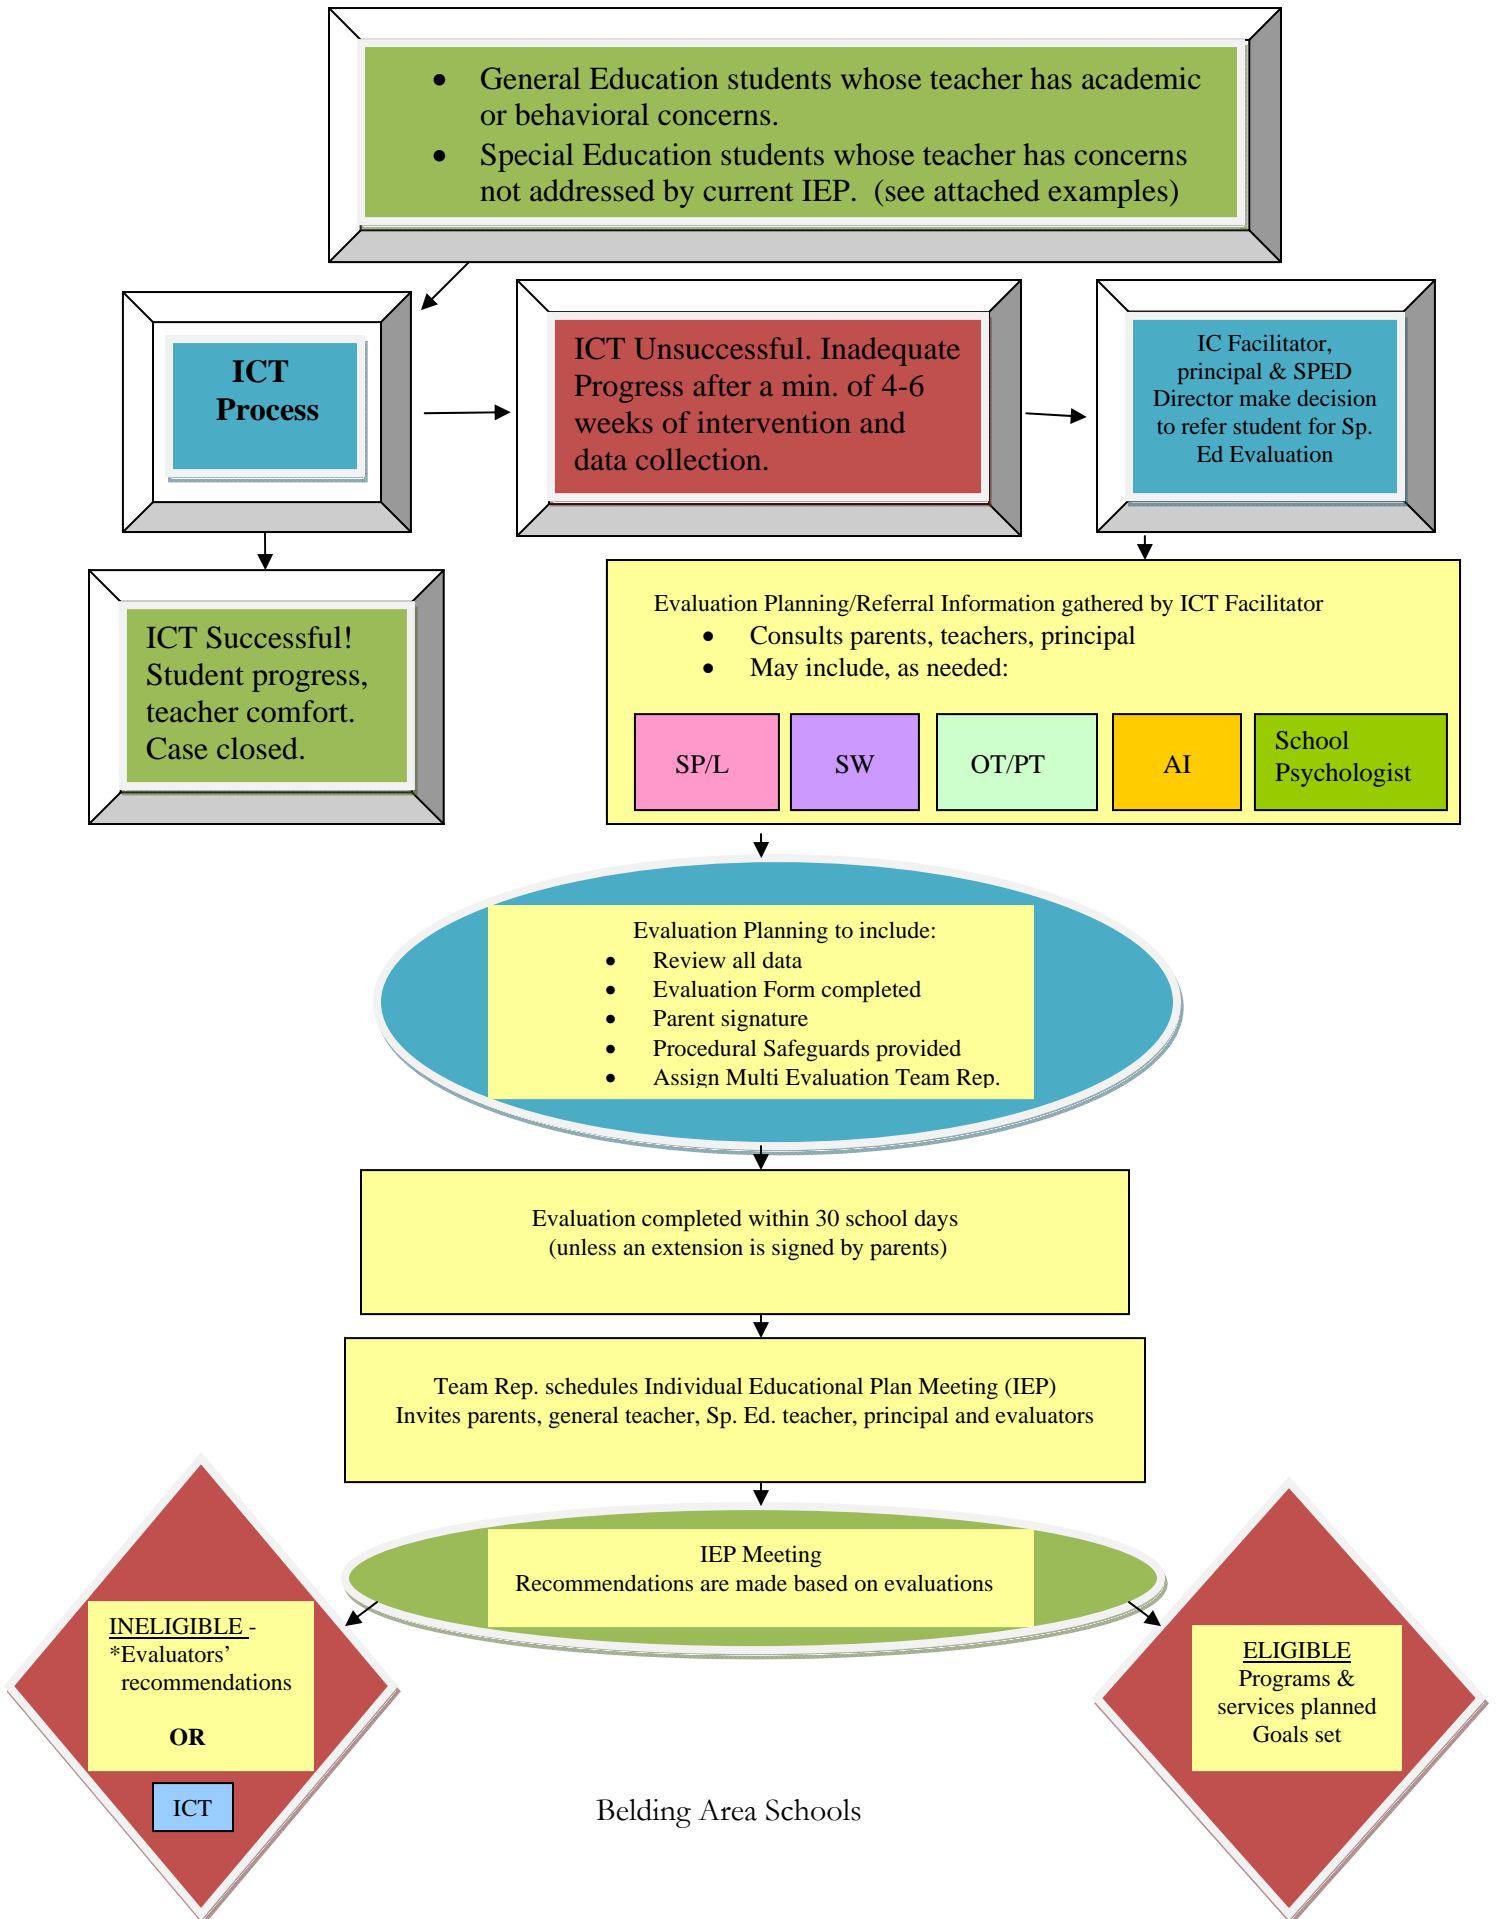 • General Education students whose teacher has academic
or behavioral concerns.
• Special Education students whose teacher has concerns
not addressed by current IEP.  (see attached examples)
ICT
Process
ICT Unsuccessful. Inadequate
Progress after a min. of 4-6
weeks of intervention and
data collection.
IC Facilitator,
principal & SPED
Director make decision
to refer student for Sp.
Ed Evaluation
ICT Successful!
Student progress,
teacher comfort.
Case closed.
Evaluation Planning/Referral Information gathered by ICT Facilitator
• Consults parents, teachers, principal
• May include, as needed:
SP/L
SW
OT/PT
AI
School
Psychologist
Evaluation Planning to include:
• Review all data
• Evaluation Form completed
• Parent signature
• Procedural Safeguards provided
• Assign Multi Evaluation Team Rep.
Evaluation completed within 30 school days
(unless an extension is signed by parents)
Team Rep. schedules Individual Educational Plan Meeting (IEP)
Invites parents, general teacher, Sp. Ed. teacher, principal and evaluators
IEP Meeting
Recommendations are made based on evaluations
INELIGIBLE -
*Evaluators’
recommendations
OR
ICT
ELIGIBLE
Programs &
services planned
Goals set
Belding Area Schools